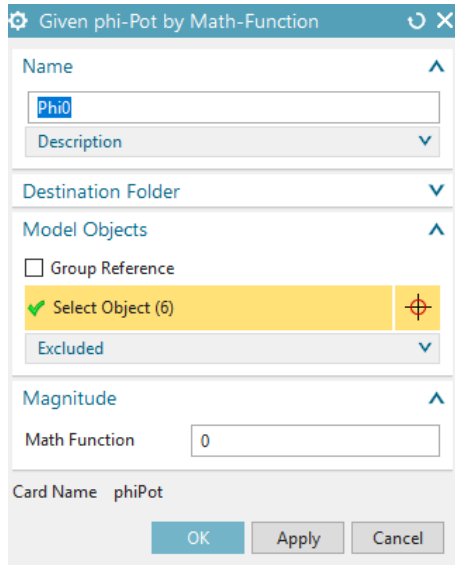 Given phi-Pot by Math-Function
Name
Phi0
Description
Destination Folder
Model Objects
Group Reference
Select Object (6)
Excluded
Magnitude
Math Function 0
Card Name phiPot
OK Apply Cancel